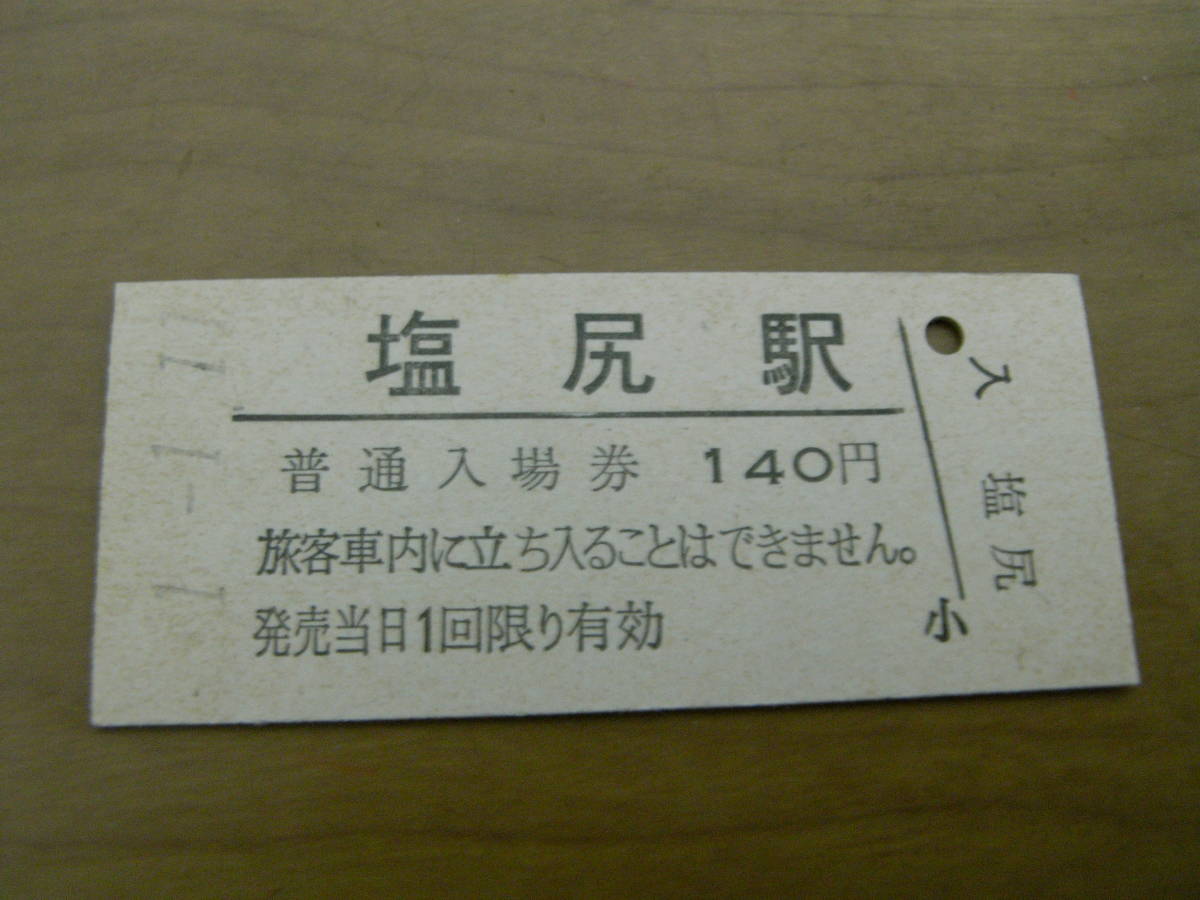 塩尻駅
普通入場券 140円
旅客車内に立ち入ることはできません。
発売当日1回限り有効
入 塩尻
小